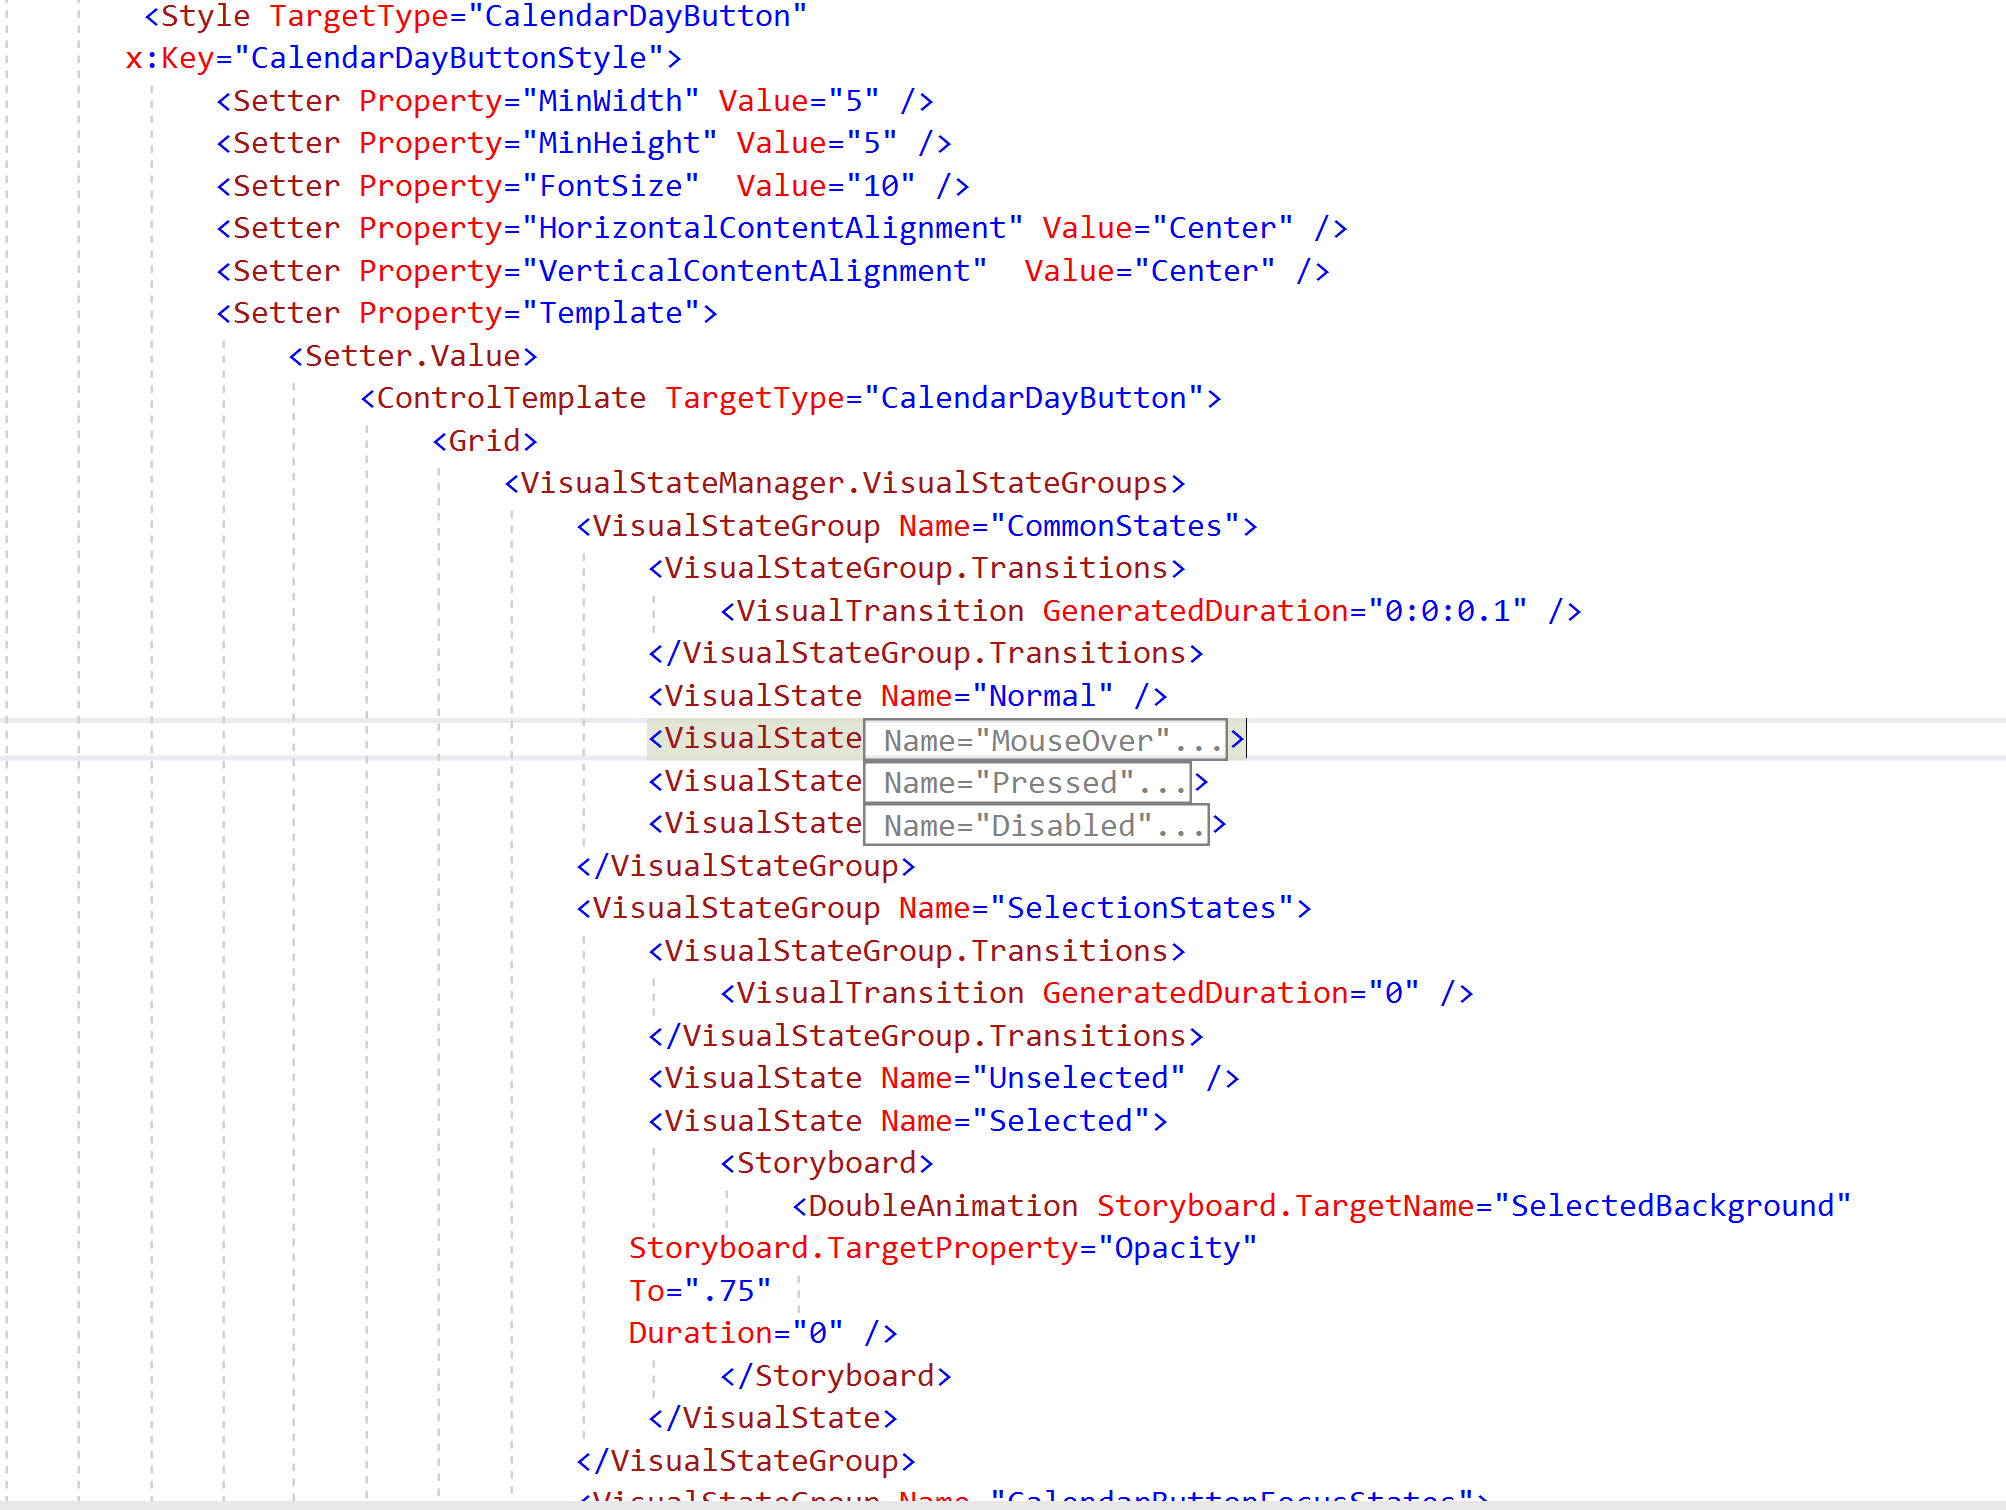 <Style TargetType="CalendarDayButton"
x:Key="CalendarDayButtonStyle">
<Setter Property="MinWidth" Value="5" />
<Setter Property="MinHeight" Value="5" />
<Setter Property="FontSize"  Value="10" />
<Setter Property="HorizontalContentAlignment" Value="Center" />
<Setter Property="VerticalContentAlignment"  Value="Center" />
<Setter Property="Template">
<Setter.Value>
<ControlTemplate TargetType="CalendarDayButton">
<Grid>
<VisualStateManager.VisualStateGroups>
<VisualStateGroup Name="CommonStates">
<VisualStateGroup.Transitions>
<VisualTransition GeneratedDuration="0:0:0.1" />
</VisualStateGroup.Transitions>
<VisualState Name="Normal" />
<VisualState Name="MouseOver"...>
<VisualState Name="Pressed"...>
<VisualState Name="Disabled"...>
</VisualStateGroup>
<VisualStateGroup Name="SelectionStates">
<VisualStateGroup.Transitions>
<VisualTransition GeneratedDuration="0" />
</VisualStateGroup.Transitions>
<VisualState Name="Unselected" />
<VisualState Name="Selected">
<Storyboard>
<DoubleAnimation Storyboard.TargetName="SelectedBackground"
Storyboard.TargetProperty="Opacity"
To=".75"
Duration="0" />
</Storyboard>
</VisualState>
</VisualStateGroup>
<VisualStateGroup Name="CalendarButtonFocusStates">